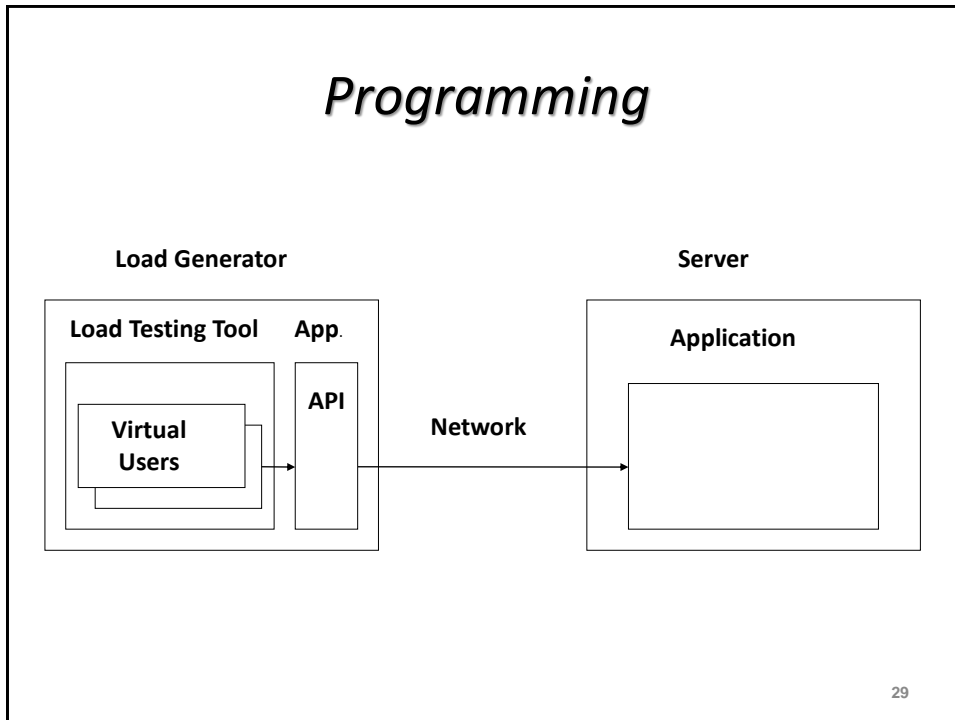 Programming
Load Generator
Server
Load Testing Tool
App.
Application
API
Virtual
Users
Network
29